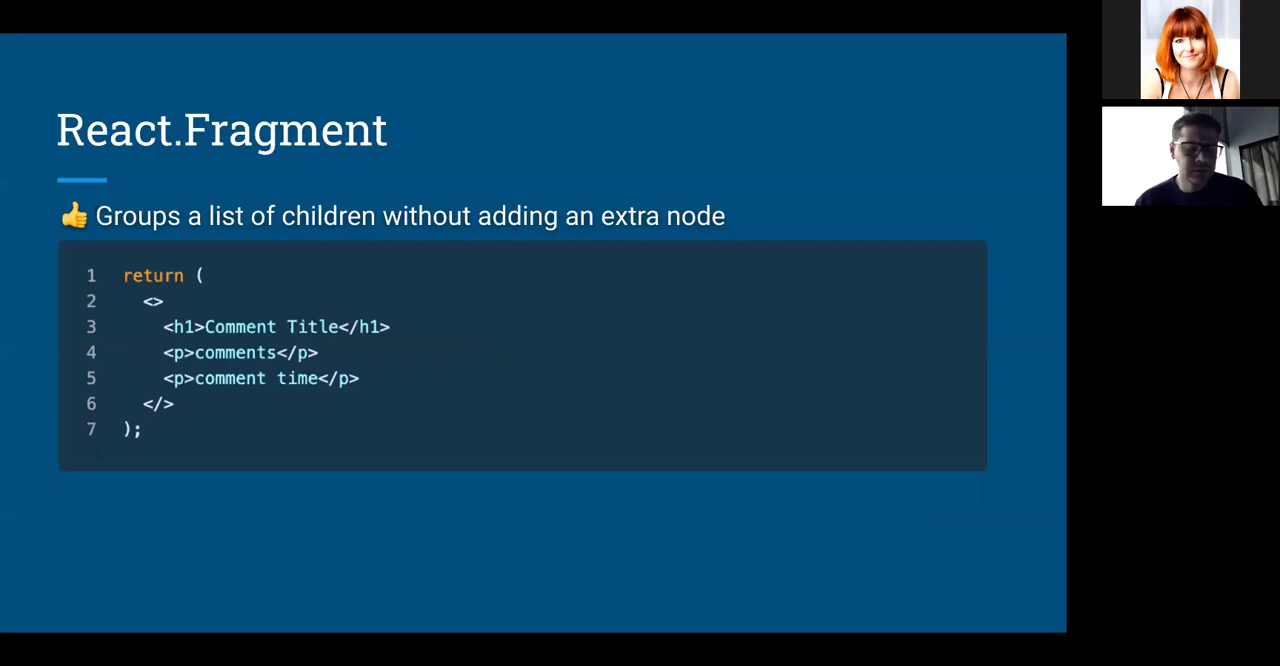 React.Fragment
👍 Groups a list of children without adding an extra node
1 return (
2 <>
3 <h1>Comment Title</h1>
4 <p>comments</p>
5 <p>comment time</p>
6 </>
7 );